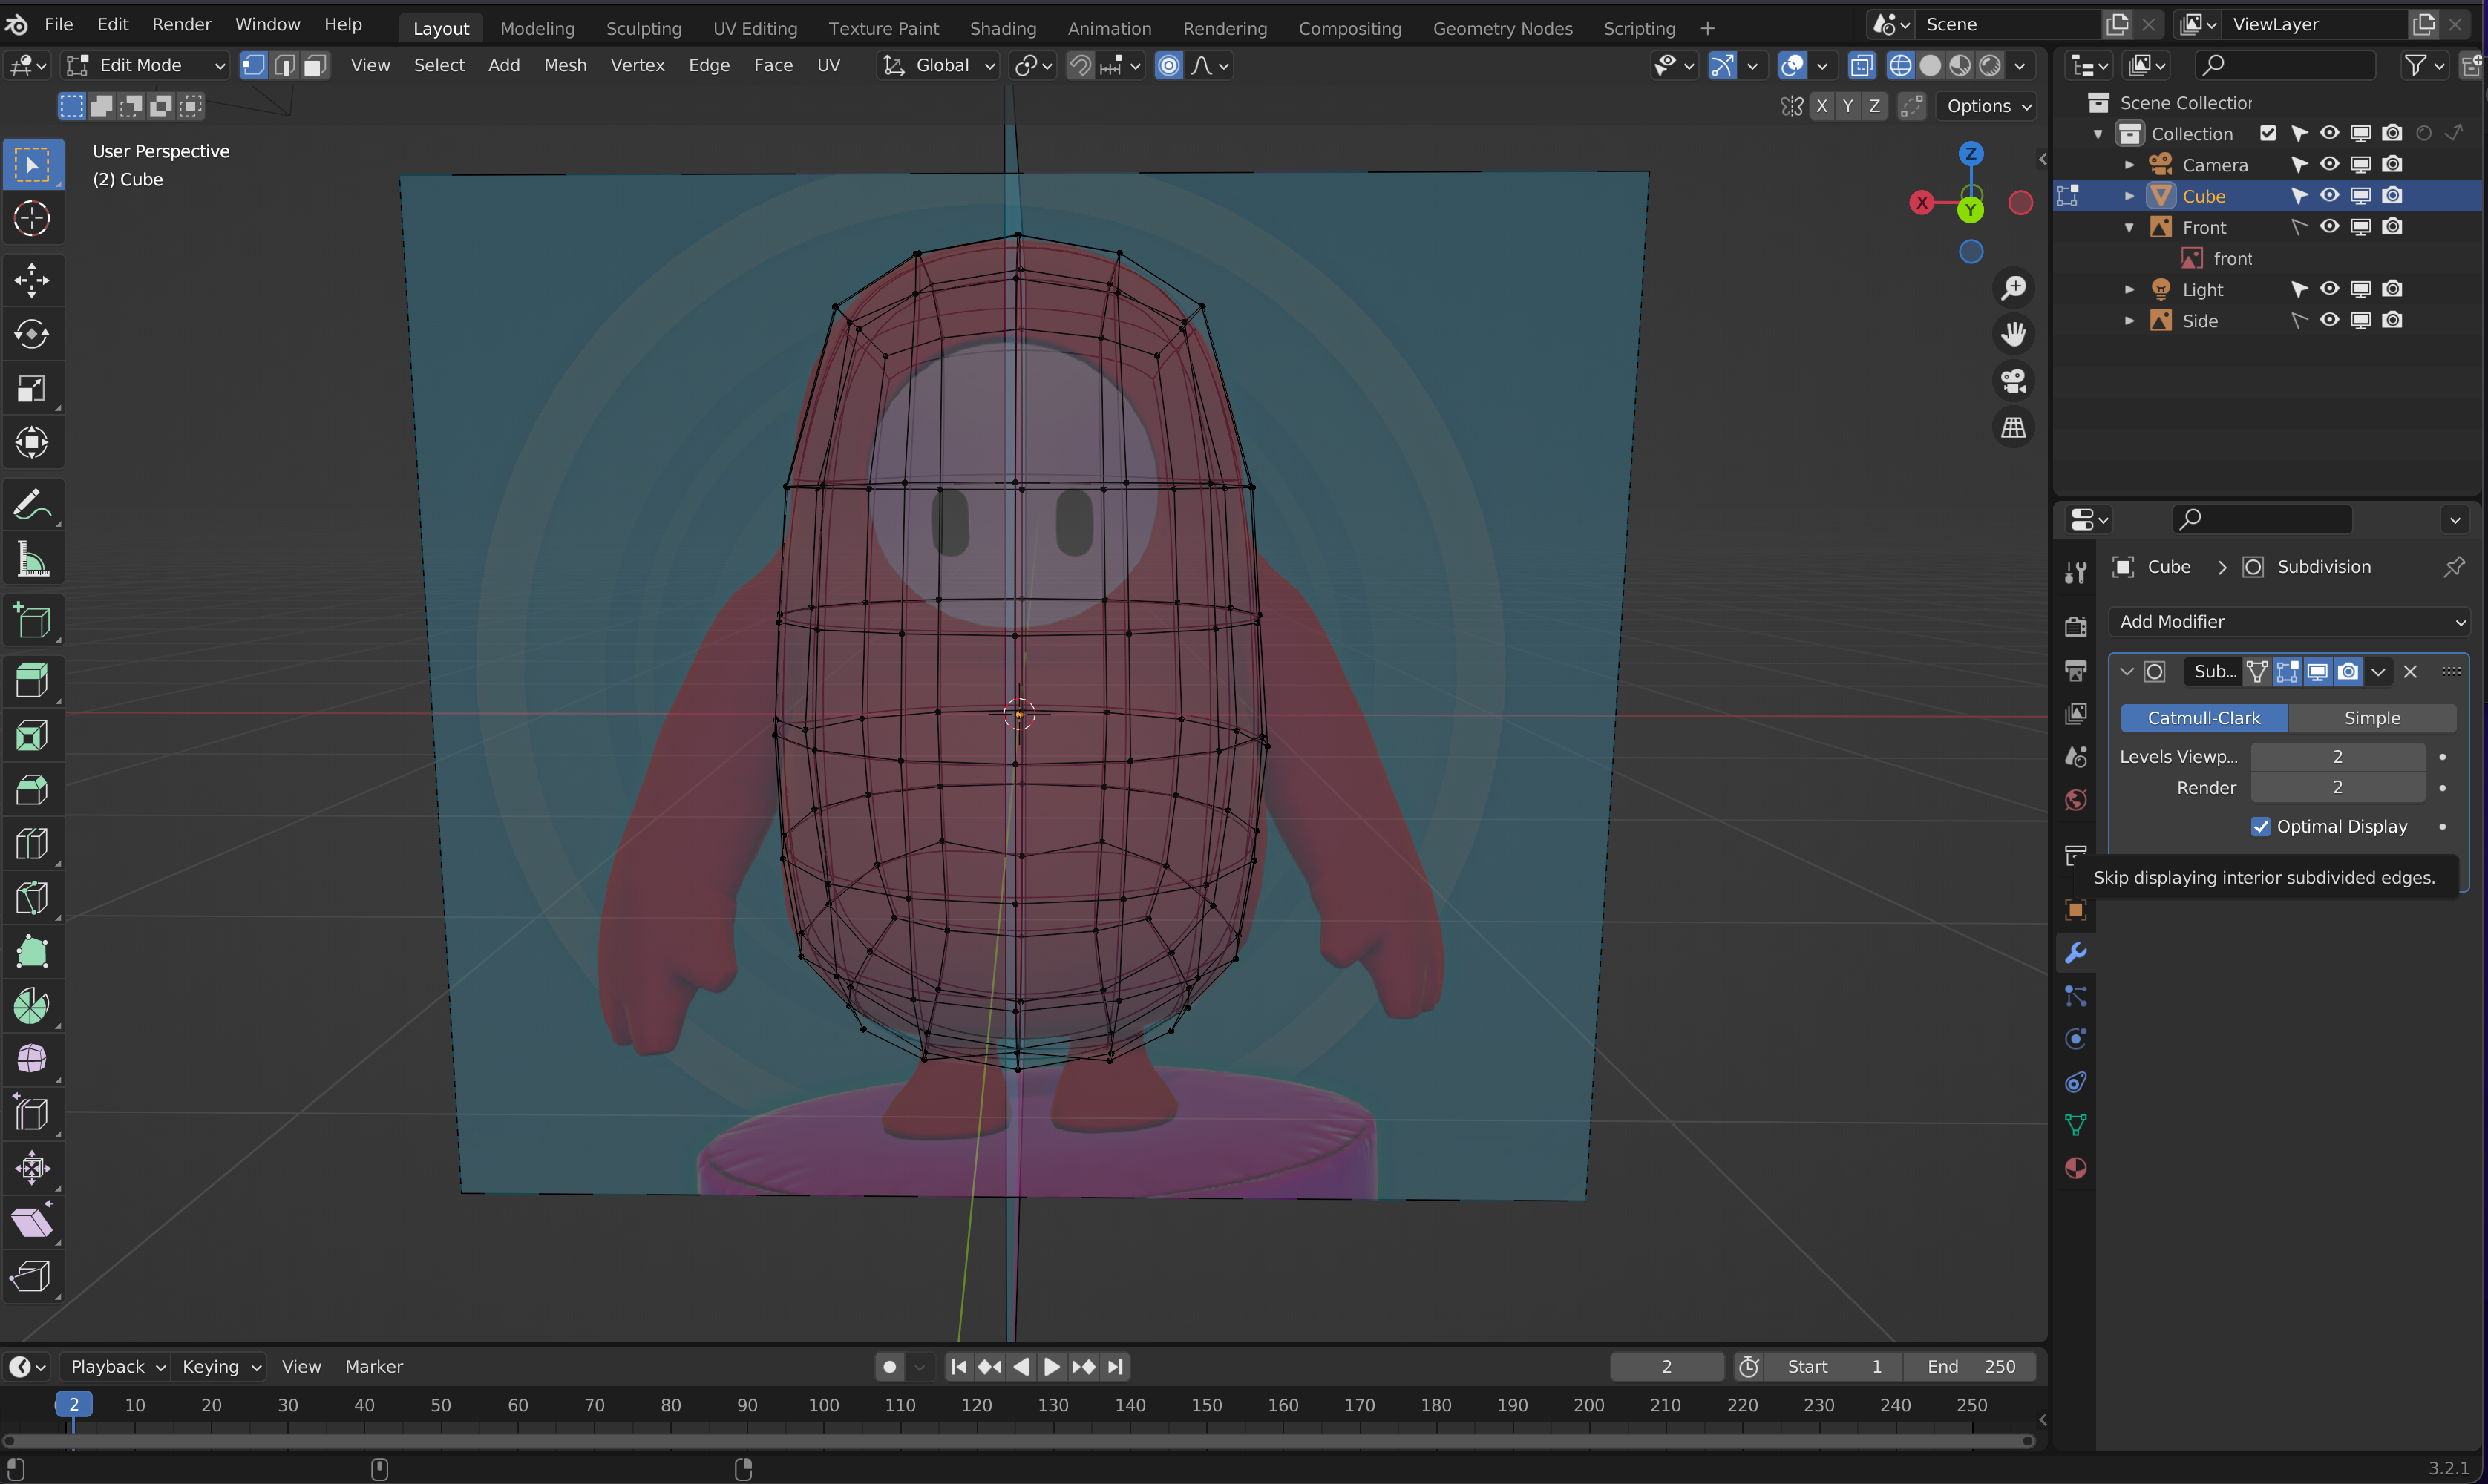 File Edit Render Window Help Layout Modeling Sculpting UV Editing Texture Paint Shading Animation Rendering Compositing Geometry Nodes Scripting + Scene ViewLayer
Edit Mode View Select Add Mesh Vertex Edge Face UV Global
X Y Z Options
User Perspective
(2) Cube
Z
X
Y
Scene Collection
Collection
Camera
Cube
Front
front
Light
Side
Cube > Subdivision
Add Modifier
Sub...
Catmull-Clark Simple
Levels Viewp... 2
Render 2
Optimal Display
Skip displaying interior subdivided edges.
Playback Keying View Marker 2 Start 1 End 250
2 10 20 30 40 50 60 70 80 90 100 110 120 130 140 150 160 170 180 190 200 210 220 230 240 250
3.2.1